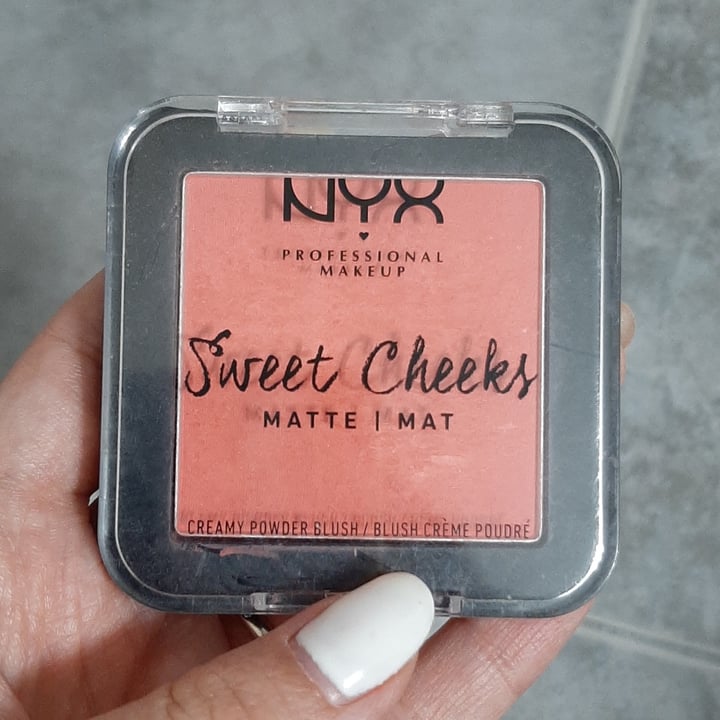 NYX
PROFESSIONAL
MAKEUP
Sweet Cheeks
MATTE | MAT
CREAMY POWDER BLUSH / BLUSH CRÈME POUDRÉ